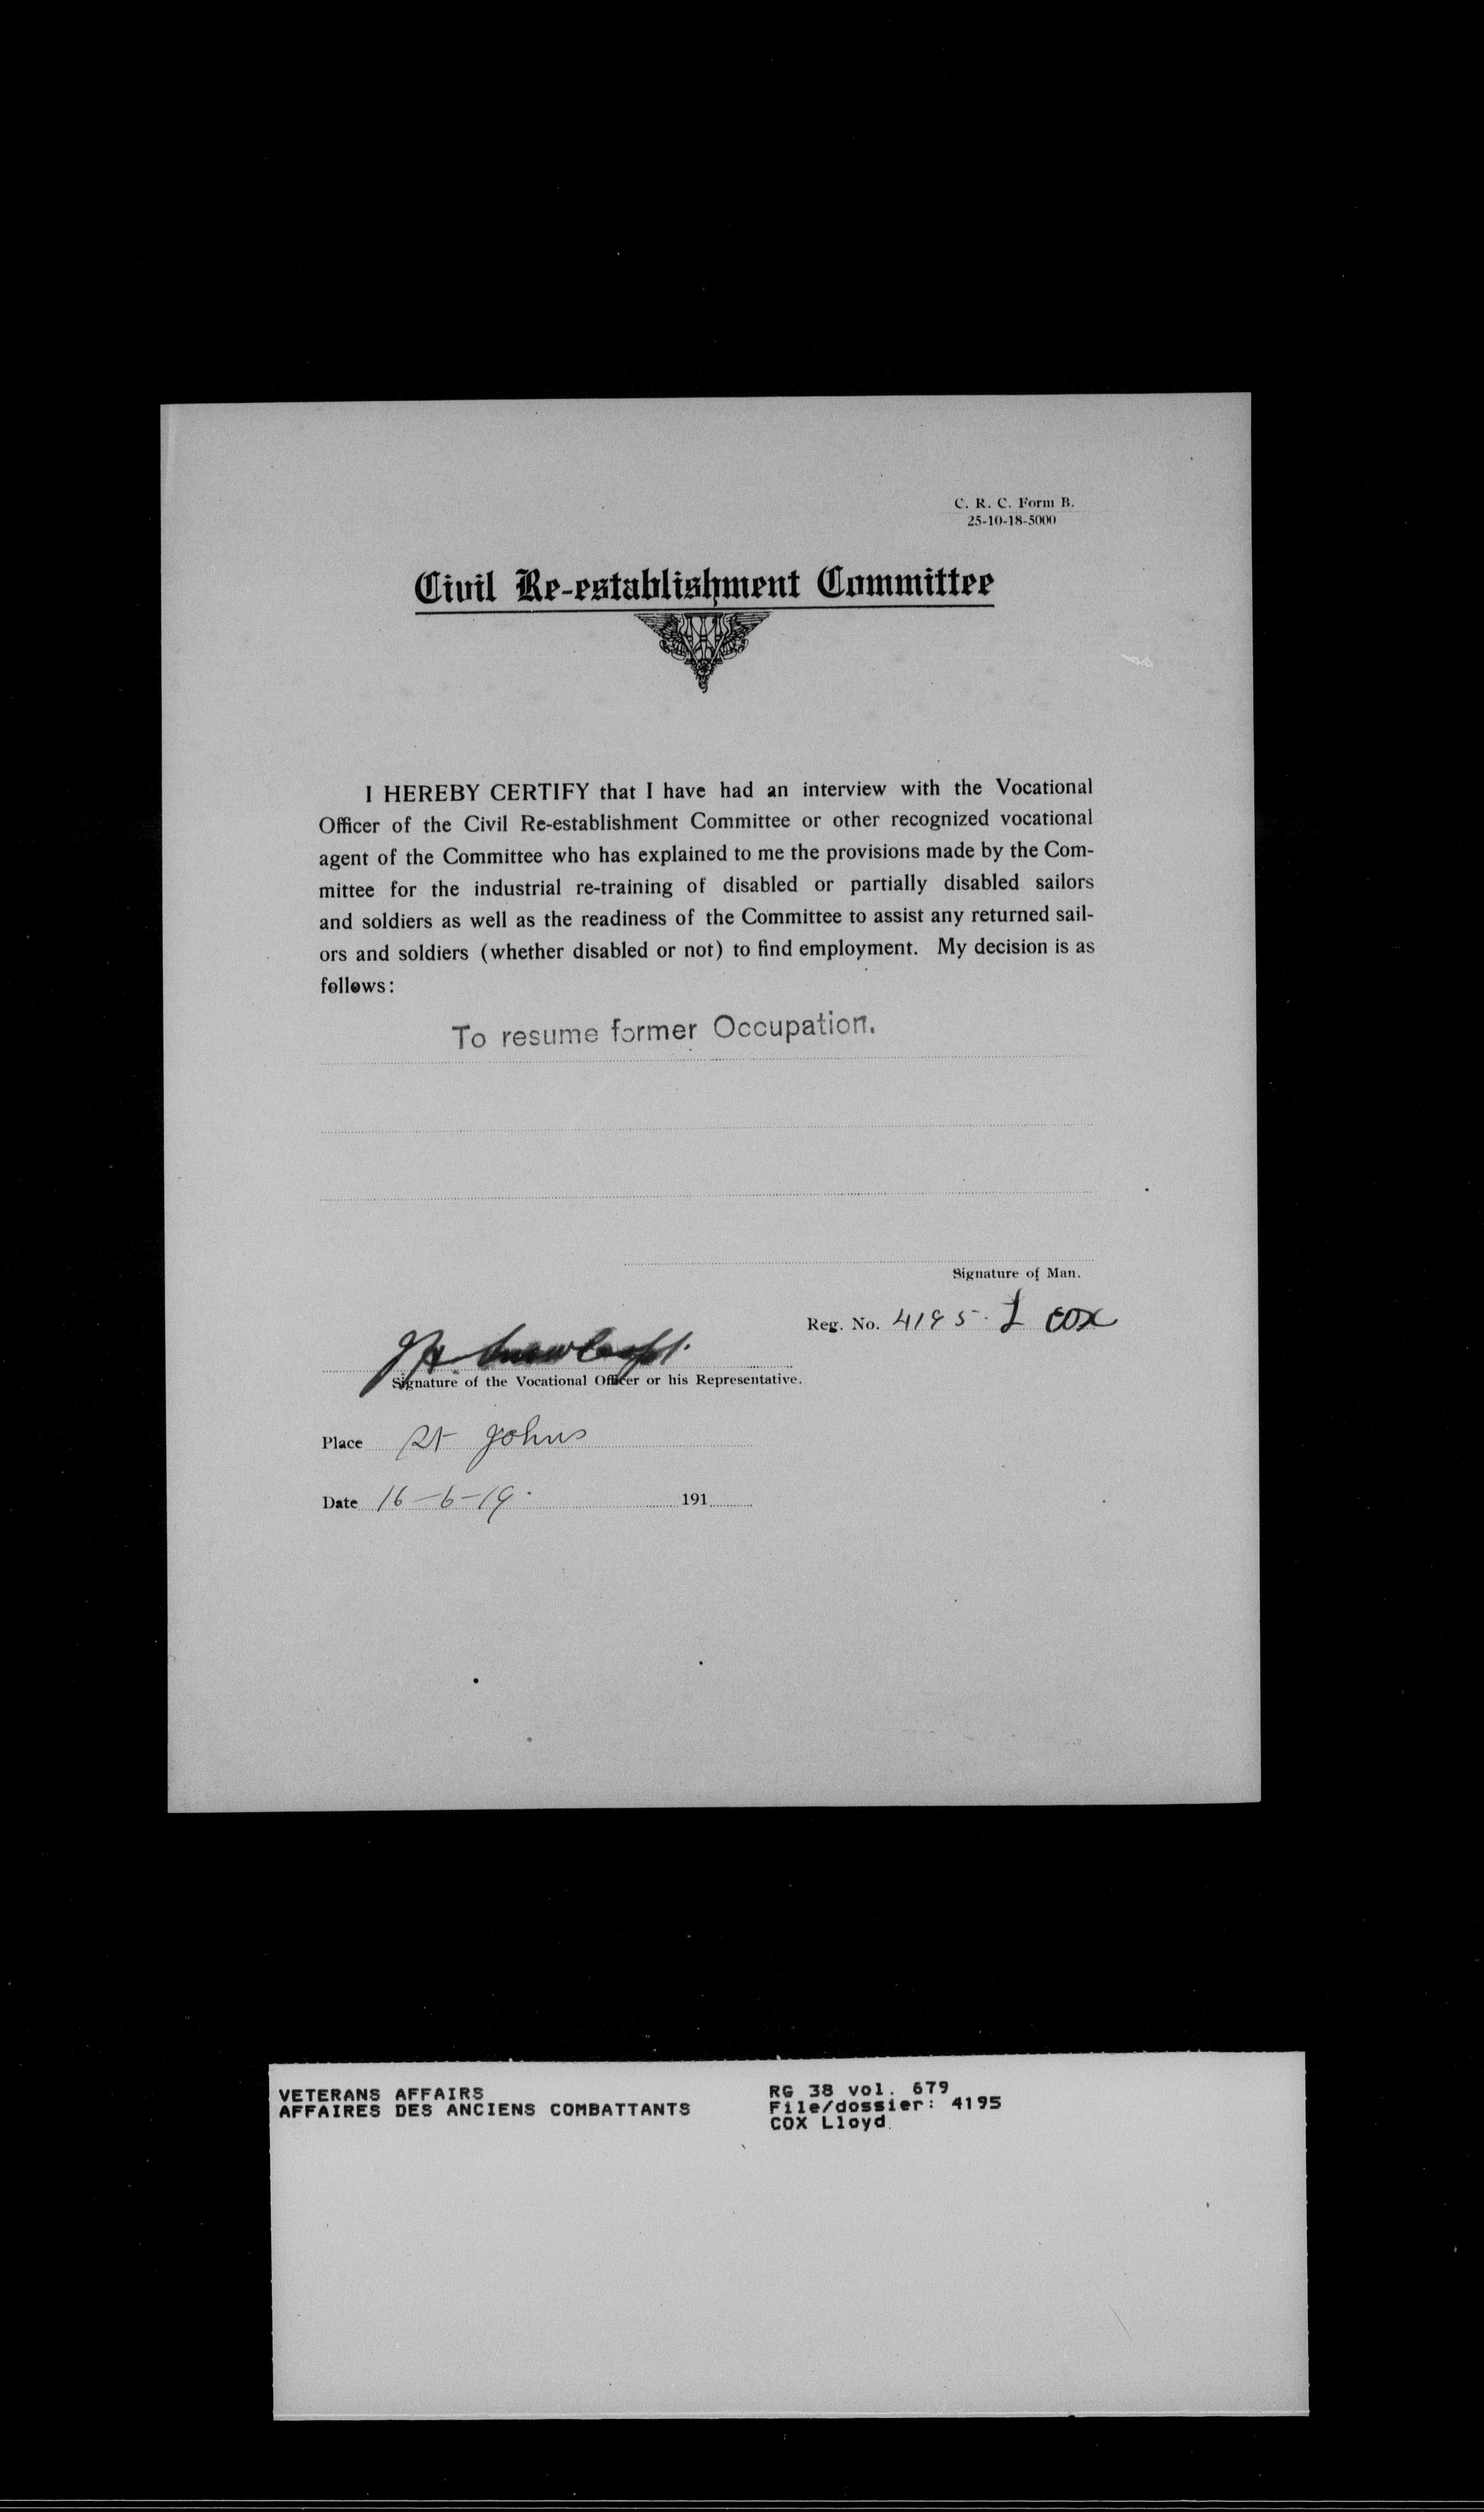 C. R. C. Form B.
25-10-18-5000
Civil Re-establishment Committee
I HEREBY CERTIFY that I have had an interview with the Vocational
Officer of the Civil Re-establishment Committee or other recognized vocational
agent of the Committee who has explained to me the provisions made by the Com-
mittee for the industrial re-training of disabled or partially disabled sailors
and soldiers as well as the readiness of the Committee to assist any returned sail-
ors and soldiers (whether disabled or not) to find employment. My decision is as
follows:
To resume former Occupation.
Signature of Man.
Reg. No. 4195. L Cox
Signature of the Vocational Officer or his Representative.
Place St Johns
Date 16-6-19. 191
VETERANS AFFAIRS
AFFAIRES DES ANCIENS COMBATTANTS
RG 38 vol. 679
File/dossier: 4195
COX Lloyd